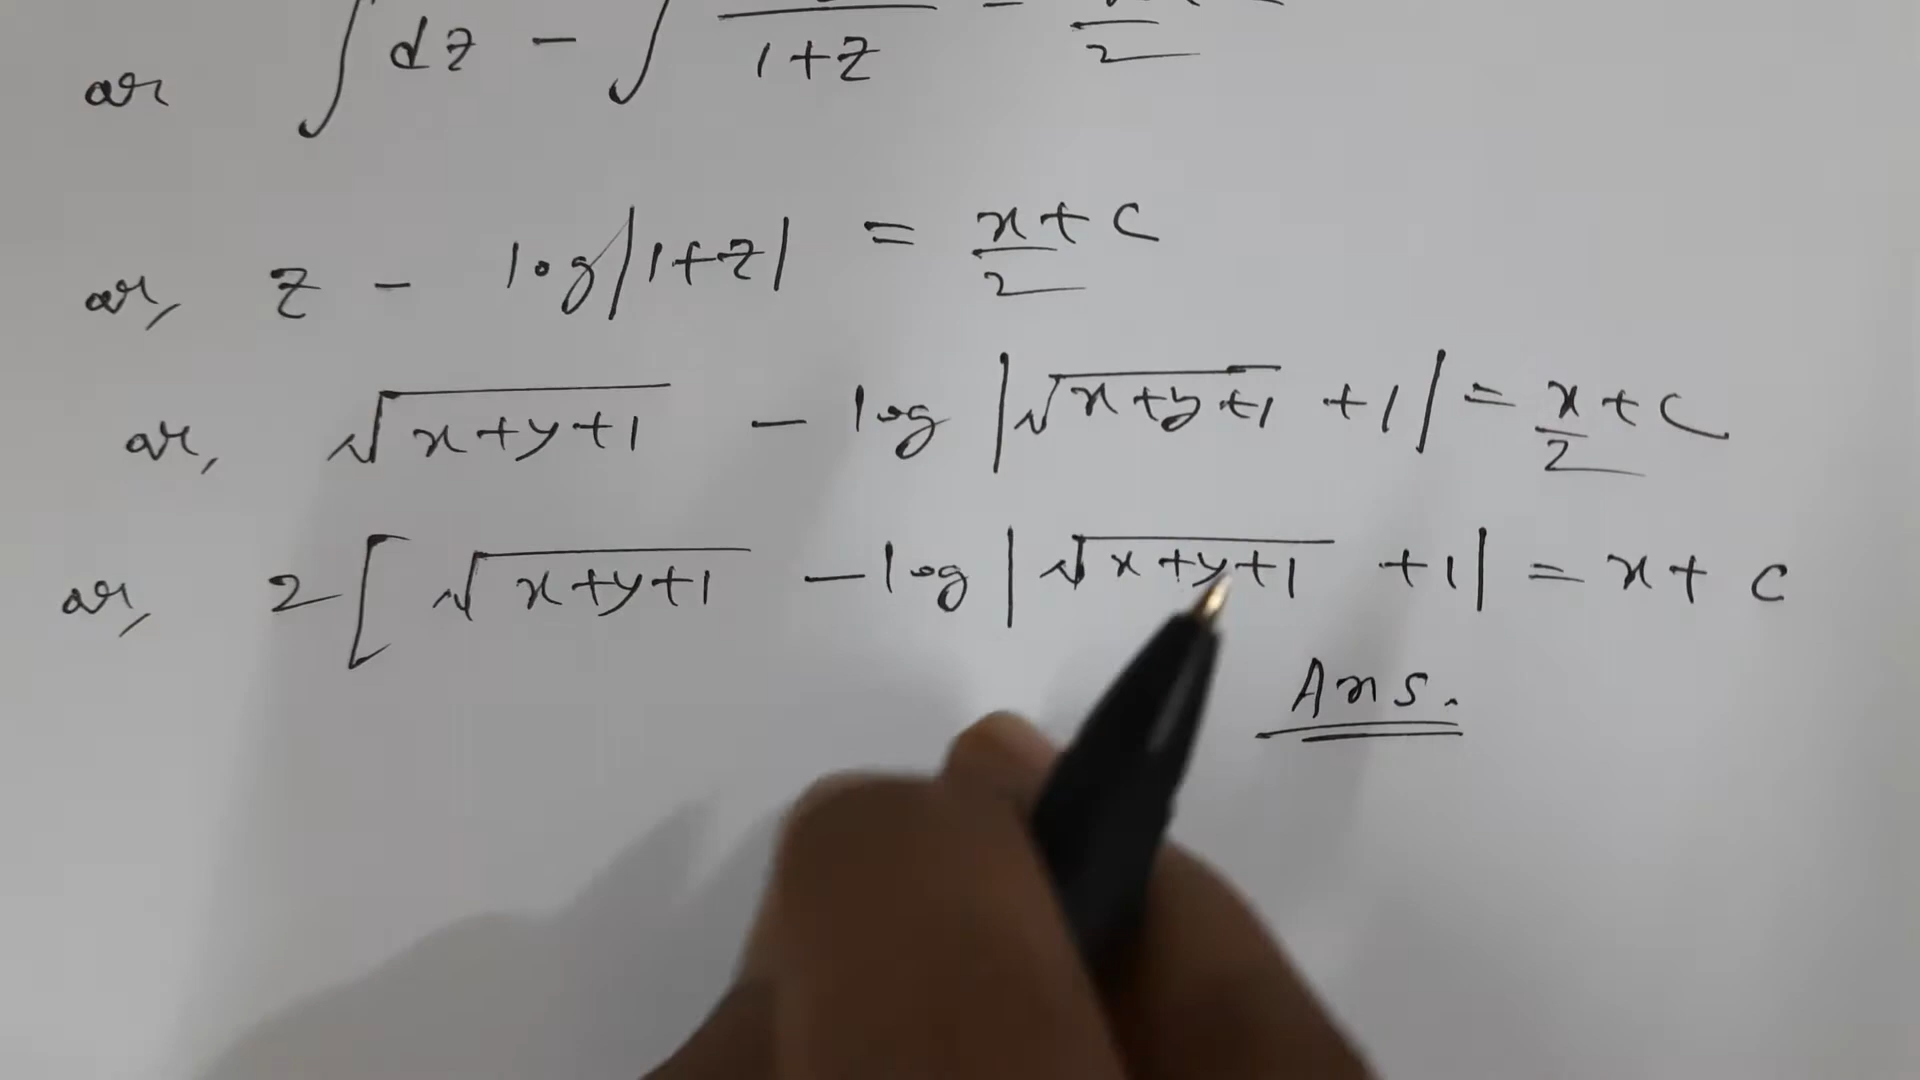 or ∫ dz - ∫ /1+z = /2
or, z - log|1+z| = x/2 + c
or, √(x+y+1) - log |√(x+y+1) +1| = x/2 + c
or, 2[ √(x+y+1) - log | √(x+y+1) +1| = x + c
Ans.